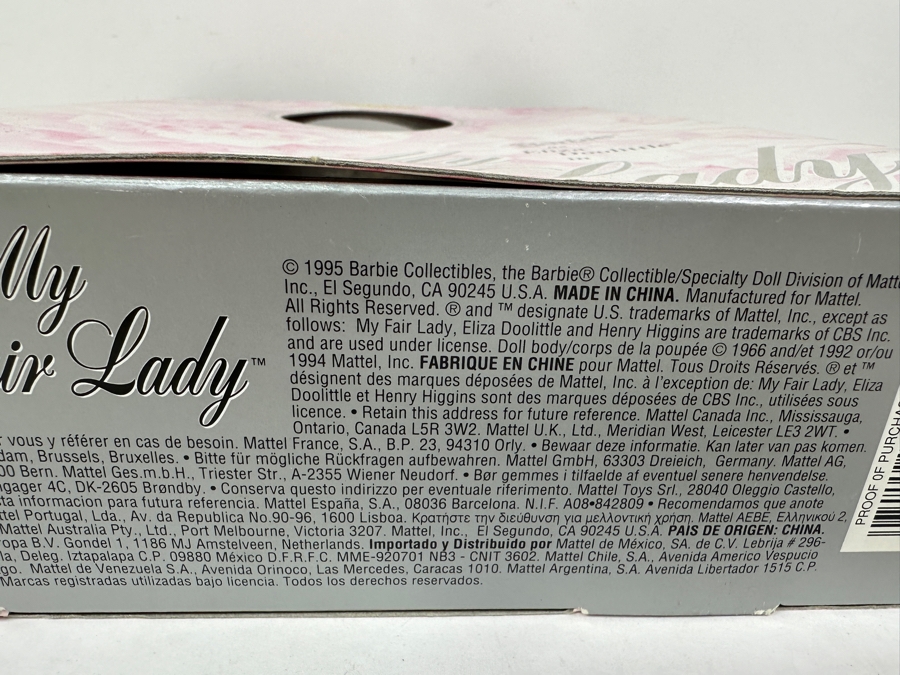 Lady
My
air Lady™
© 1995 Barbie Collectibles, the Barbie® Collectible/Specialty Doll Division of Matt
Inc., El Segundo, CA 90245 U.S.A. MADE IN CHINA. Manufactured for Mattel.
All Rights Reserved. ® and ™ designate U.S. trademarks of Mattel, Inc., except as
follows: My Fair Lady, Eliza Doolittle and Henry Higgins are trademarks of CBS Inc.
and are used under license. Doll body/corps de la poupée © 1966 and/et 1992 or/ou
1994 Mattel, Inc. FABRIQUE EN CHINE pour Mattel. Tous Droits Réservés. ® et ™
désignent des marques déposées de Mattel, Inc. à l'exception de: My Fair Lady, Eliza
Doolittle et Henry Higgins sont des marques déposées de CBS Inc., utilisées sous
licence. • Retain this address for future reference. Mattel Canada Inc., Mississauga,
Ontario, Canada L5R 3W2. Mattel U.K., Ltd., Meridian West, Leicester LE3 2WT. •
r vous y référer en cas de besoin. Mattel France, S.A., B.P. 23, 94310 Orly. • Bewaar deze informatie. Kan later van pas komen.
dam, Brussels, Bruxelles. • Bitte für mögliche Rückfragen aufbewahren. Mattel GmbH, 63303 Dreieich, Germany. Mattel AG,
00 Bern. Mattel Ges.m.b.H., Triester Str., A-2355 Wiener Neudorf. • Bør gemmes i tilfælde af eventuel senere henvendelse.
ngager 4C, DK-2605 Brøndby. • Conserva questo indirizzo per eventuale riferimento. Mattel Toys Srl., 28040 Oleggio Castello,
ta información para futura referencia. Mattel España, S.A., 08036 Barcelona. N.I.F. A08•842809 • Recomendamos que anote
ttel Portugal, Lda., Av. da Republica No.90-96, 1600 Lisboa. Κρατήστε την διεύθυνση για μελλοντική χρήση. Mattel AEBE, Ελληνικού 2,
Mattel Australia Pty., Ltd., Port Melbourne, Victoria 3207. Mattel, Inc., El Segundo, CA 90245 U.S.A. PAIS DE ORIGEN: CHINA.
ropa B.V. Gondel 1, 1186 MJ Amstelveen, Netherlands. Importado y Distribuido por Mattel de México, S.A. de C.V. Lebrija # 296-
la, Deleg. Iztapalapa C.P. 09880 México D.F.R.F.C. MME-920701 NB3 - CNIT 3602. Mattel Chile, S.A., Avenida Americo Vespucio
go. Mattel de Venezuela S.A., Avenida Orinoco, Las Mercedes, Caracas 1010. Mattel Argentina, S.A. Avenida Libertador 1515 C.P.
Marcas registradas utilizadas bajo licencia. Todos los derechos reservados.
PROOF OF PURCHAS